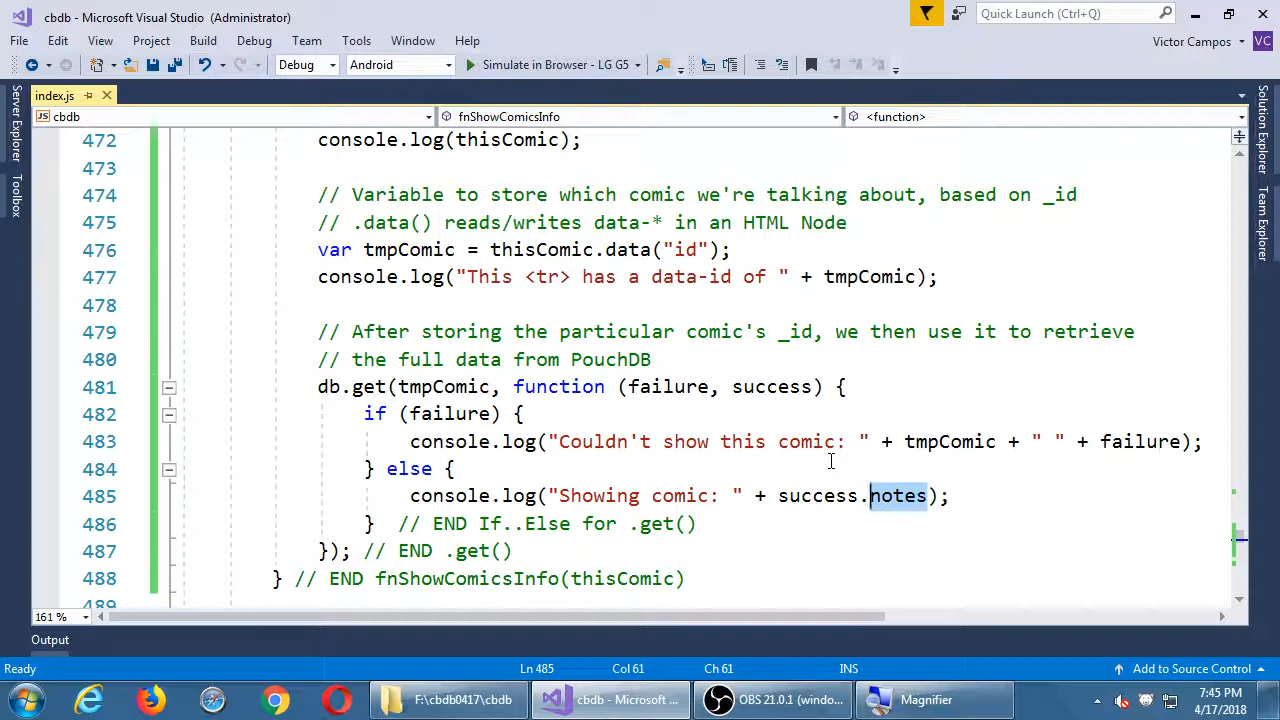 cbdb - Microsoft Visual Studio (Administrator)
Quick Launch (Ctrl+Q)
File Edit View Project Build Debug Team Tools Window Help
Victor Campos VC
Debug Android Simulate in Browser - LG G5
index.js
JS cbdb fnShowComicsInfo <function>
Server Explorer
Toolbox
Solution Explorer
Team Explorer
472 console.log(thisComic);
473
474 // Variable to store which comic we're talking about, based on _id
475 // .data() reads/writes data-* in an HTML Node
476 var tmpComic = thisComic.data("id");
477 console.log("This <tr> has a data-id of " + tmpComic);
478
479 // After storing the particular comic's _id, we then use it to retrieve
480 // the full data from PouchDB
481 db.get(tmpComic, function (failure, success) {
482 if (failure) {
483 console.log("Couldn't show this comic: " + tmpComic + " " + failure);
484 } else {
485 console.log("Showing comic: " + success.notes);
486 } // END If..Else for .get()
487 }); // END .get()
488 } // END fnShowComicsInfo(thisComic)
489
161 %
Output
Ready Ln 485 Col 61 Ch 61 INS Add to Source Control
F:\cbdb0417\cbdb cbdb - Microsoft ... OBS 21.0.1 (windo... Magnifier
7:45 PM
4/17/2018